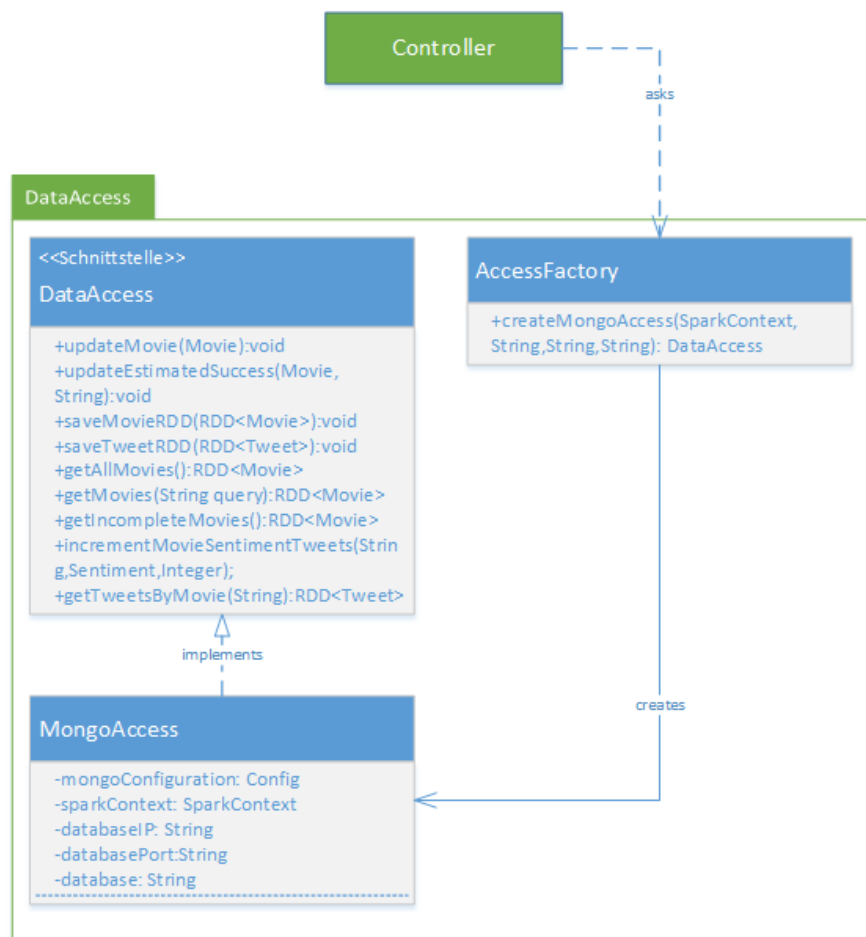 Controller
asks
DataAccess
<<Schnittstelle>>
DataAccess
+updateMovie(Movie):void
+updateEstimatedSuccess(Movie,
String):void
+saveMovieRDD(RDD<Movie>):void
+saveTweetRDD(RDD<Tweet>):void
+getAllMovies():RDD<Movie>
+getMovies(String query):RDD<Movie>
+getIncompleteMovies():RDD<Movie>
+incrementMovieSentimentTweets(Strin
g,Sentiment,Integer);
+getTweetsByMovie(String):RDD<Tweet>
AccessFactory
+createMongoAccess(SparkContext,
String,String,String): DataAccess
implements
creates
MongoAccess
-mongoConfiguration: Config
-sparkContext: SparkContext
-databaseIP: String
-databasePort:String
-database: String